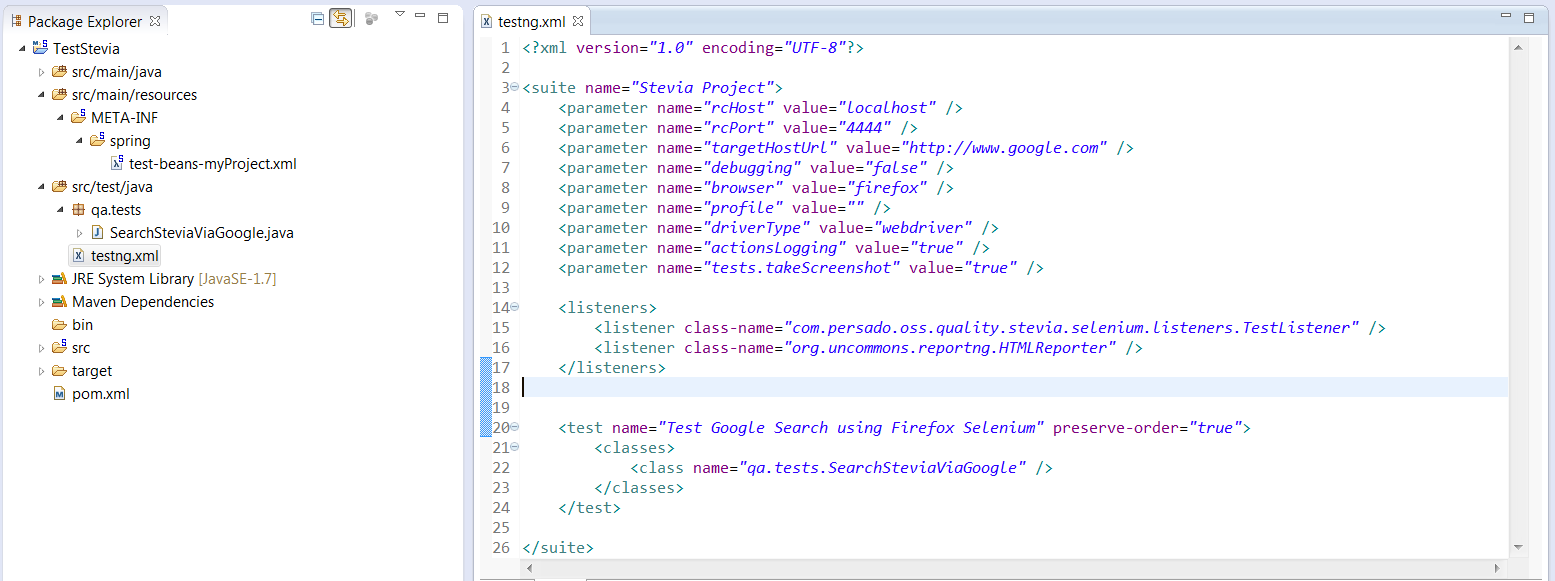 Package Explorer
TestStevia
src/main/java
src/main/resources
META-INF
spring
test-beans-myProject.xml
src/test/java
qa.tests
SearchSteviaViaGoogle.java
testng.xml
JRE System Library [JavaSE-1.7]
Maven Dependencies
bin
src
target
pom.xml
testng.xml
1 <?xml version="1.0" encoding="UTF-8"?>
2
3 <suite name="Stevia Project">
4 <parameter name="rcHost" value="localhost" />
5 <parameter name="rcPort" value="4444" />
6 <parameter name="targetHostUrl" value="http://www.google.com" />
7 <parameter name="debugging" value="false" />
8 <parameter name="browser" value="firefox" />
9 <parameter name="profile" value="" />
10 <parameter name="driverType" value="webdriver" />
11 <parameter name="actionsLogging" value="true" />
12 <parameter name="tests.takeScreenshot" value="true" />
13
14 <listeners>
15 <listener class-name="com.persado.oss.quality.stevia.selenium.listeners.TestListener" />
16 <listener class-name="org.uncommons.reportng.HTMLReporter" />
17 </listeners>
18
19
20 <test name="Test Google Search using Firefox Selenium" preserve-order="true">
21 <classes>
22 <class name="qa.tests.SearchSteviaViaGoogle" />
23 </classes>
24 </test>
25
26 </suite>